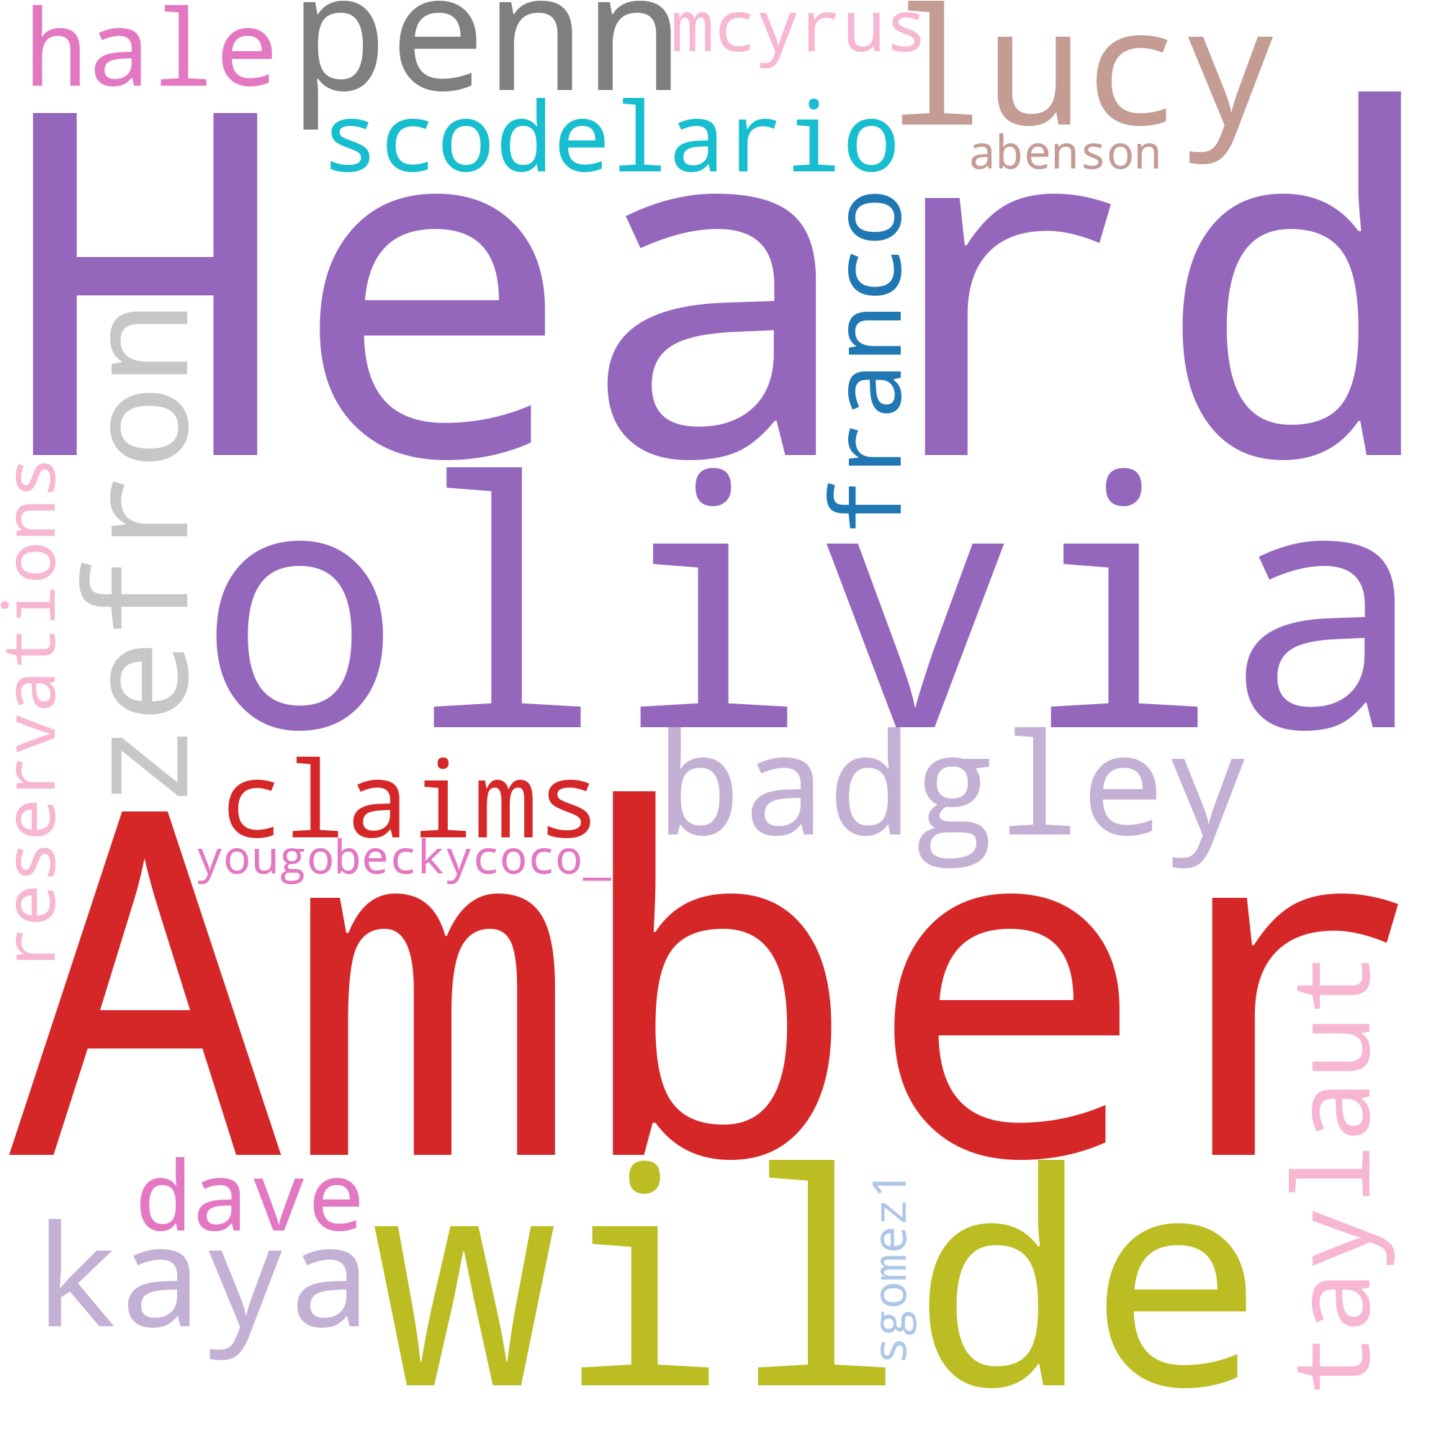 hale
penn
mcyrus
lucy
scodelario
abenson
Heard
franco
zefron
olivia
reservations
claims
badgley
yougobeckycoco_
Amber
taylaut
dave
kaya
wilde
sgomez1